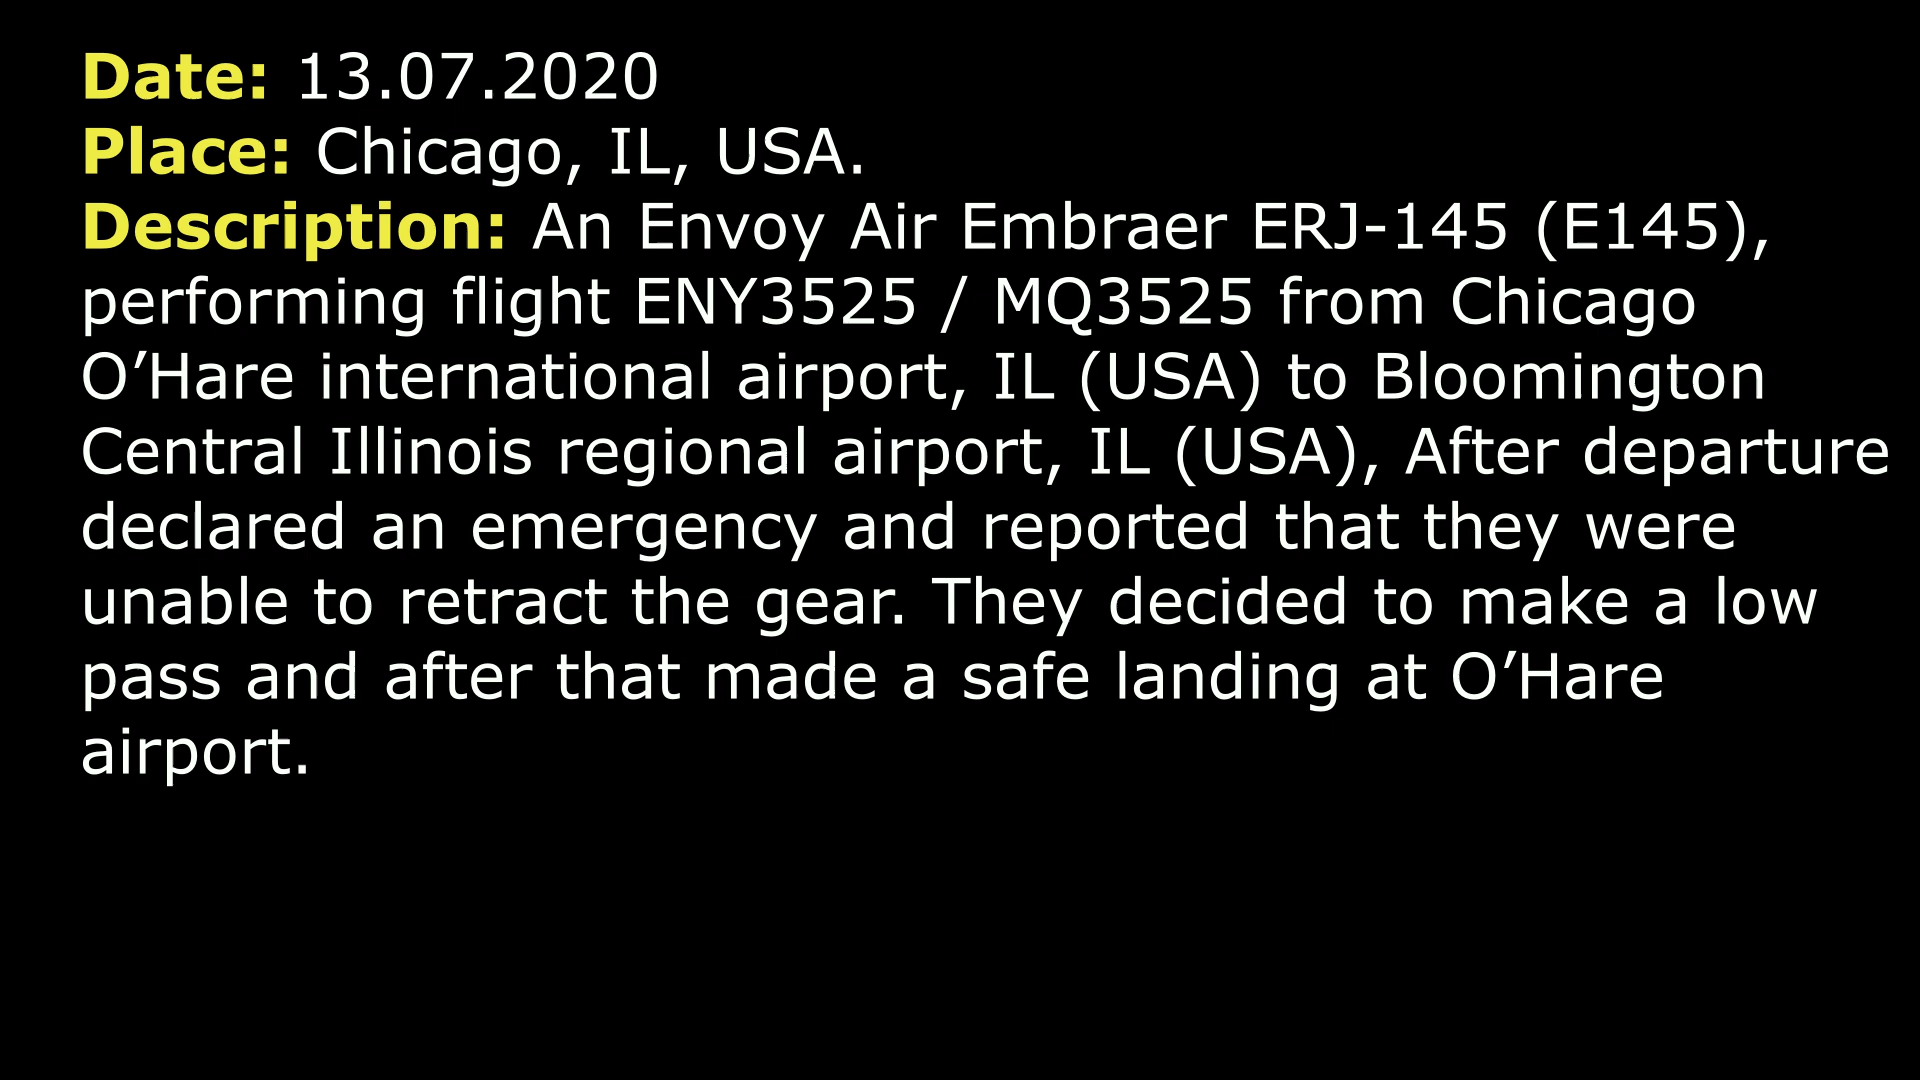 Date: 13.07.2020
Place: Chicago, IL, USA.
Description: An Envoy Air Embraer ERJ-145 (E145),
performing flight ENY3525 / MQ3525 from Chicago
O’Hare international airport, IL (USA) to Bloomington
Central Illinois regional airport, IL (USA), After departure
declared an emergency and reported that they were
unable to retract the gear. They decided to make a low
pass and after that made a safe landing at O’Hare
airport.